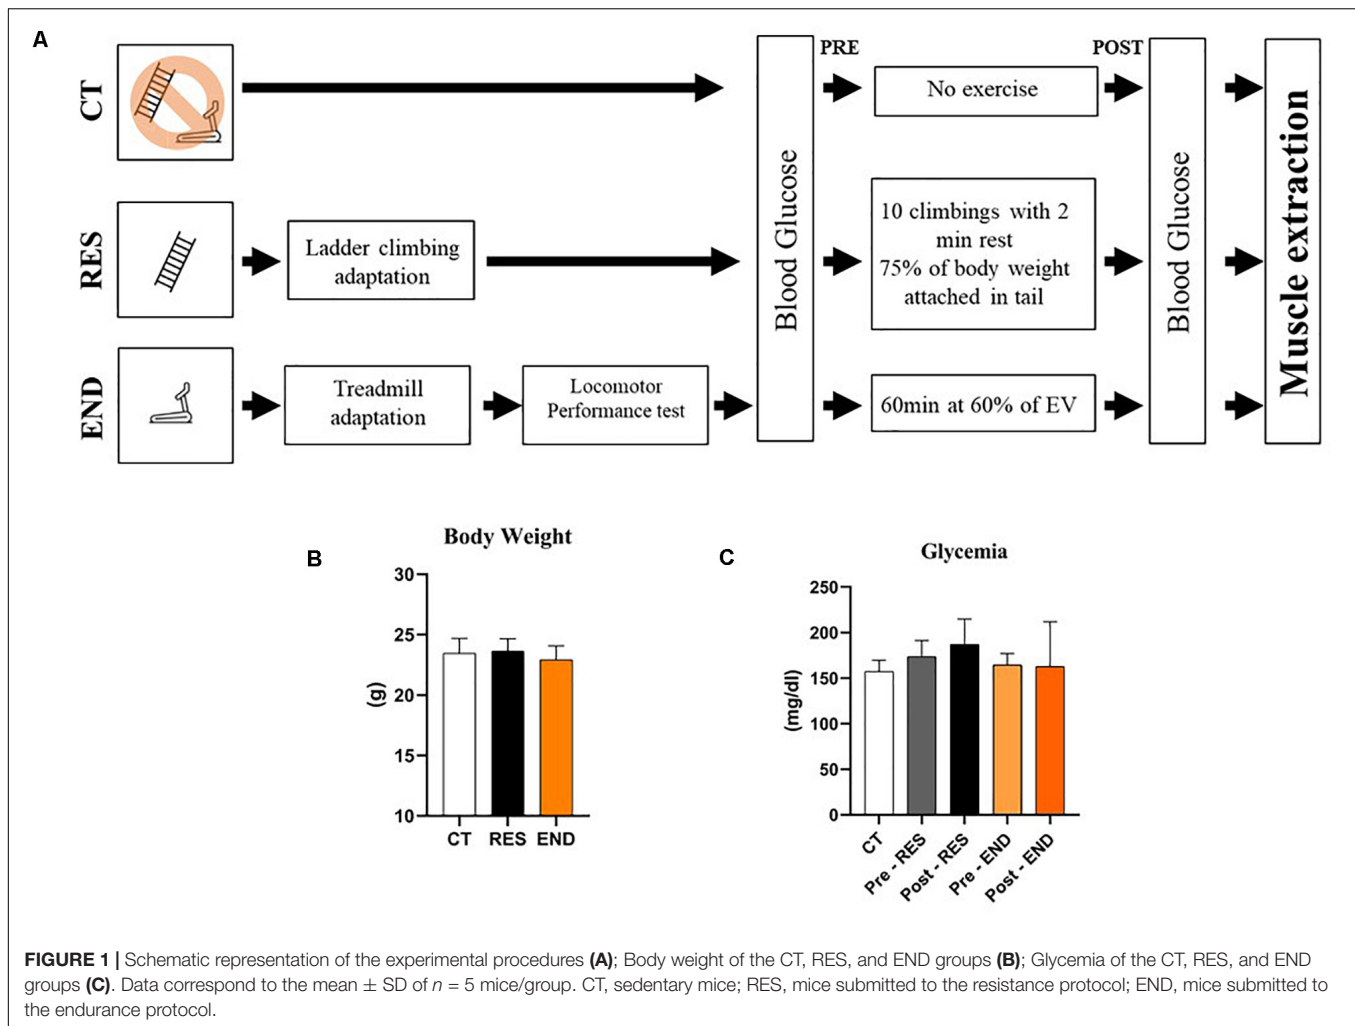 A
CT
PRE
No exercise
POST
RES
Ladder climbing
adaptation
Blood Glucose
10 climbings with 2
min rest
75% of body weight
attached in tail
Blood Glucose
Muscle extraction
END
Treadmill
adaptation
Locomotor
Performance test
60min at 60% of EV
B
Body Weight
(g)
30
25
20
15
10
CT RES END
C
Glycemia
(mg/dl)
250
200
150
100
50
0
CT
Pre - RES
Post - RES
Pre - END
Post - END
FIGURE 1 | Schematic representation of the experimental procedures (A); Body weight of the CT, RES, and END groups (B); Glycemia of the CT, RES, and END
groups (C). Data correspond to the mean ± SD of n = 5 mice/group. CT, sedentary mice; RES, mice submitted to the resistance protocol; END, mice submitted to
the endurance protocol.